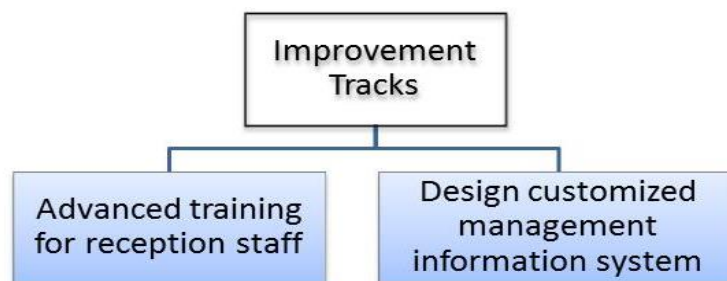 Improvement
Tracks
Advanced training
for reception staff
Design customized
management
information system